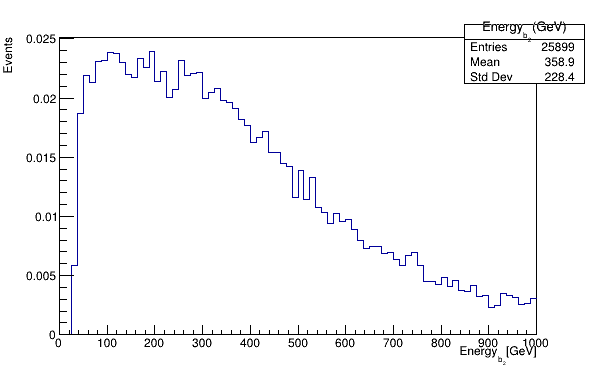 Energy_b2(GeV)
Entries 25899
Mean 358.9
Std Dev 228.4
Events
0.025
0.02
0.015
0.01
0.005
0
0 100 200 300 400 500 600 700 800 900 1000
Energy_b2[GeV]